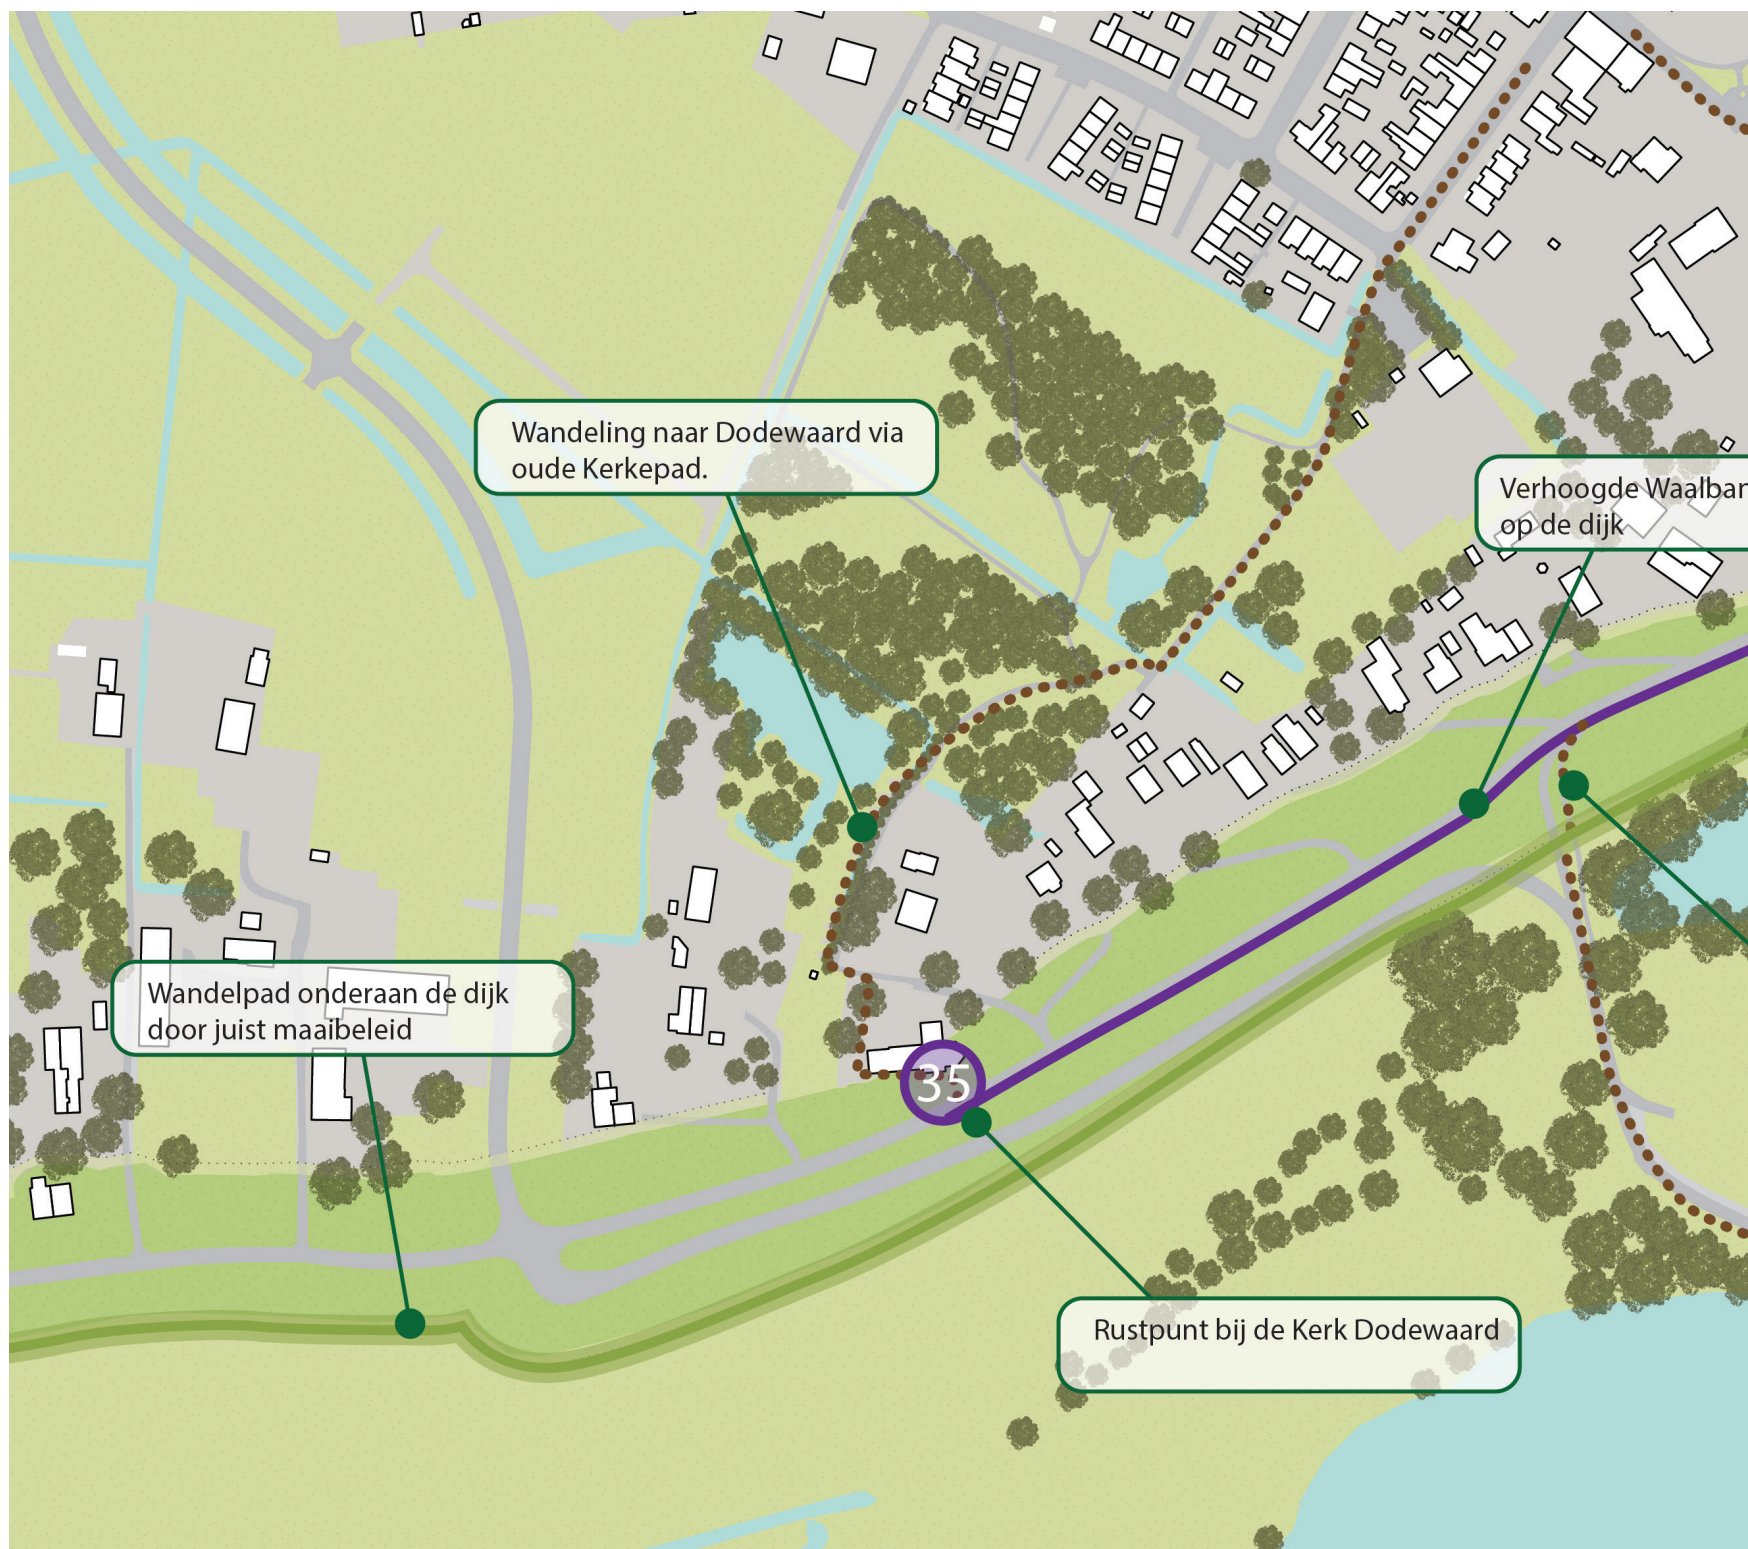 Wandeling naar Dodewaard via
oude Kerkepad.
Verhoogde Waalban
op de dijk
Wandelpad onderaan de dijk
door juist maaibeleid
35
Rustpunt bij de Kerk Dodewaard